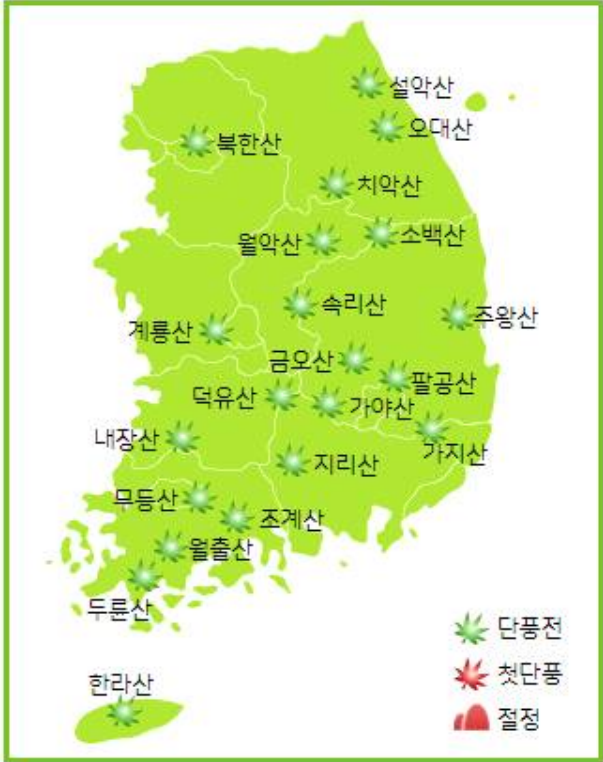 설악산
오대산
북한산
치악산
월악산
소백산
속리산
주왕산
계룡산
금오산
팔공산
덕유산
가야산
가지산
내장산
지리산
무등산
조계산
월출산
두륜산
한라산
단풍전
첫단풍
절정